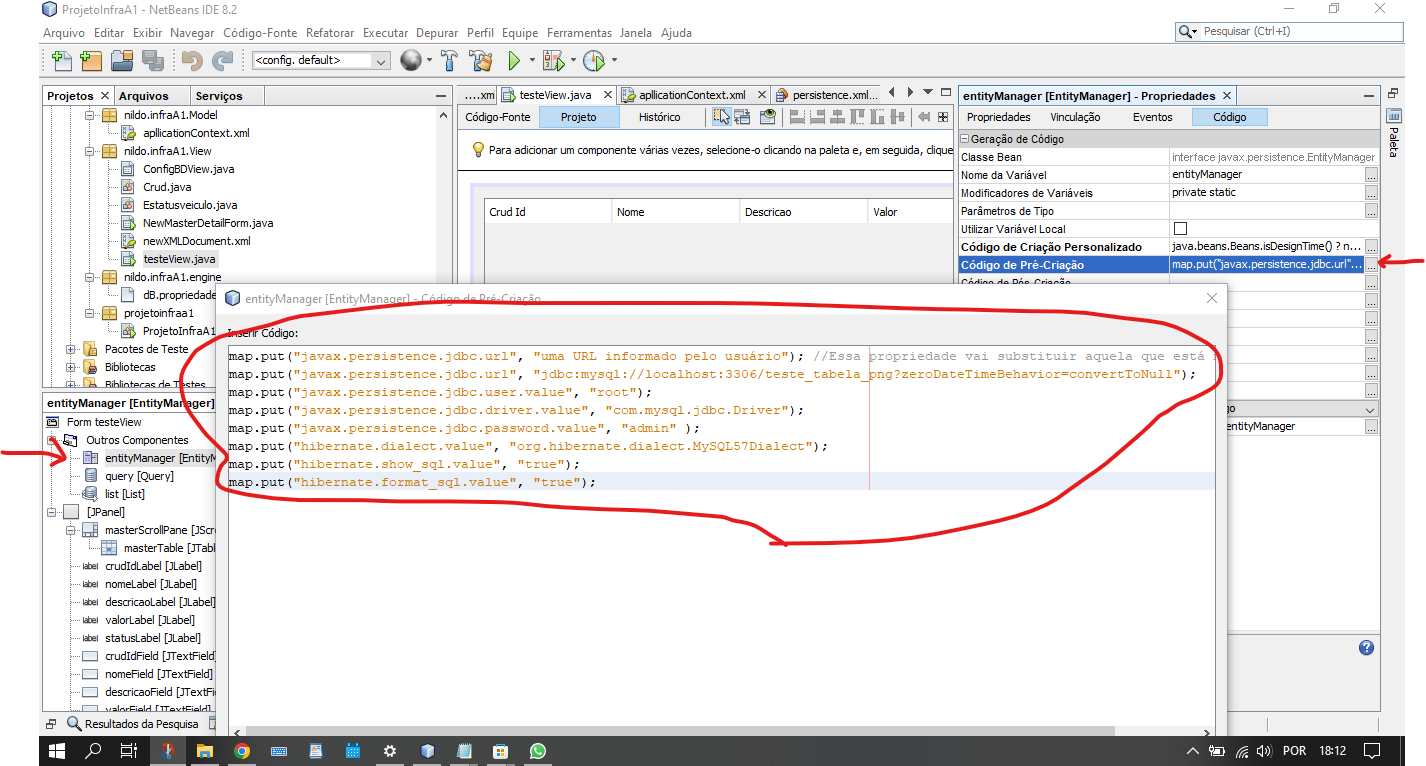 ProjetoInfraA1 - NetBeans IDE 8.2
Arquivo Editar Exibir Navegar Código-Fonte Refatorar Executar Depurar Perfil Equipe Ferramentas Janela Ajuda
Pesquisar (Ctrl+I)
<config. default>
Projetos Arquivos Serviços
nildo.infraA1.Model
apllicationContext.xml
nildo.infraA1.View
ConfigBDView.java
Crud.java
Estatusveiculo.java
NewMasterDetailForm.java
newXMLDocument.xml
testeView.java
nildo.infraA1.engine
dB.propriedade
projetoinfraa1
ProjetoInfraA1
Pacotes de Teste
Bibliotecas
Bibliotecas de Testes
....xml testeView.java apllicationContext.xml persistence.xml...
Código-Fonte Projeto Histórico
Para adicionar um componente várias vezes, selecione-o clicando na paleta e, em seguida, clique
Crud Id Nome Descricao Valor
entityManager [EntityManager] - Propriedades
Propriedades Vinculação Eventos Código
Geração de Código
Classe Bean interface javax.persistence.EntityManager
Nome da Variável entityManager ...
Modificadores de Variáveis private static ...
Parâmetros de Tipo ...
Utilizar Variável Local
Código de Criação Personalizado java.beans.Beans.isDesignTime() ? n... ...
Código de Pré-Criação map.put("javax.persistence.jdbc.url"... ...
Código de Pós-Criação
Paleta
entityManager [EntityManager] - Código de Pré-Criação
Inserir Código:
map.put("javax.persistence.jdbc.url", "uma URL informado pelo usuário"); //Essa propriedade vai substituir aquela que está
map.put("javax.persistence.jdbc.url", "jdbc:mysql://localhost:3306/teste_tabela_png?zeroDateTimeBehavior=convertToNull");
map.put("javax.persistence.jdbc.user.value", "root");
map.put("javax.persistence.jdbc.driver.value", "com.mysql.jdbc.Driver");
map.put("javax.persistence.jdbc.password.value", "admin" );
map.put("hibernate.dialect.value", "org.hibernate.dialect.MySQL57Dialect");
map.put("hibernate.show_sql.value", "true");
map.put("hibernate.format_sql.value", "true");
entityManager ...
entityManager [EntityManager]
Form testeView
Outros Componentes
entityManager [EntityM
query [Query]
list [List]
[JPanel]
masterScrollPane [JScro
masterTable [JTabl
label crudIdLabel [JLabel]
label nomeLabel [JLabel]
label descricaoLabel [JLabel]
label valorLabel [JLabel]
label statusLabel [JLabel]
crudIdField [JTextField]
nomeField [JTextField]
descricaoField [JTextFi
valorField [JTextField]
Resultados da Pesquisa
POR 18:12